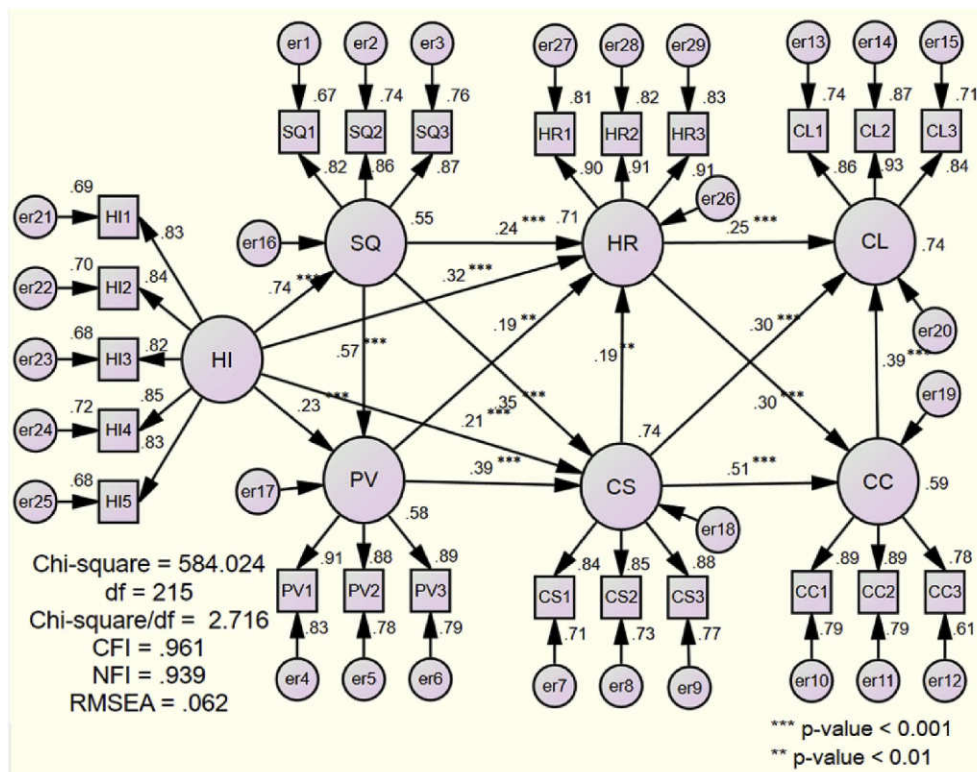 er1 er2 er3 er27 er28 er29 er13 er14 er15
.67 .74 .76 .81 .82 .83 .74 .87 .71
SQ1 SQ2 SQ3 HR1 HR2 HR3 CL1 CL2 CL3
.82 .86 .87 .90 .91 .91 .86 .93 .84
er26
.69
er21 HI1 .83
.55 .71
er16 SQ .24 *** HR .25 *** CL .74
.70
er22 HI2 .84
.74 *** .32 ***
.68
er23 HI3 .82 HI
.57 *** .19 ** .19 ** .30 *** .39 *** er20
.72
er24 HI4 .85
.23 *** .21 *** .35 *** .30 ***
.83
er19
.68
er25 HI5
er17 PV .39 *** CS .74 .51 *** CC .59
.58 er18
.91 .88 .89 .84 .85 .88 .89 .89 .78
PV1 PV2 PV3 CS1 CS2 CS3 CC1 CC2 CC3
.83 .78 .79 .71 .73 .77 .79 .79 .61
er4 er5 er6 er7 er8 er9 er10 er11 er12
Chi-square = 584.024
df = 215
Chi-square/df = 2.716
CFI = .961
NFI = .939
RMSEA = .062
*** p-value < 0.001
** p-value < 0.01